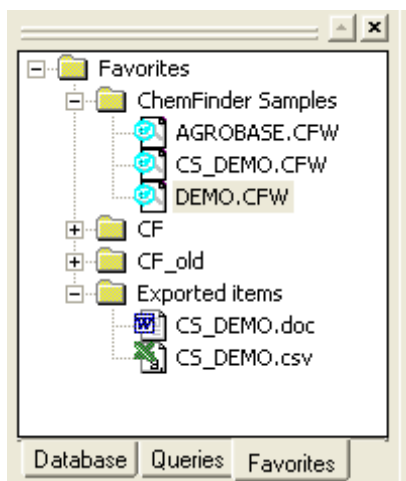 Favorites
ChemFinder Samples
AGROBASE.CFW
CS_DEMO.CFW
DEMO.CFW
CF
CF_old
Exported items
CS_DEMO.doc
CS_DEMO.csv
Database Queries Favorites